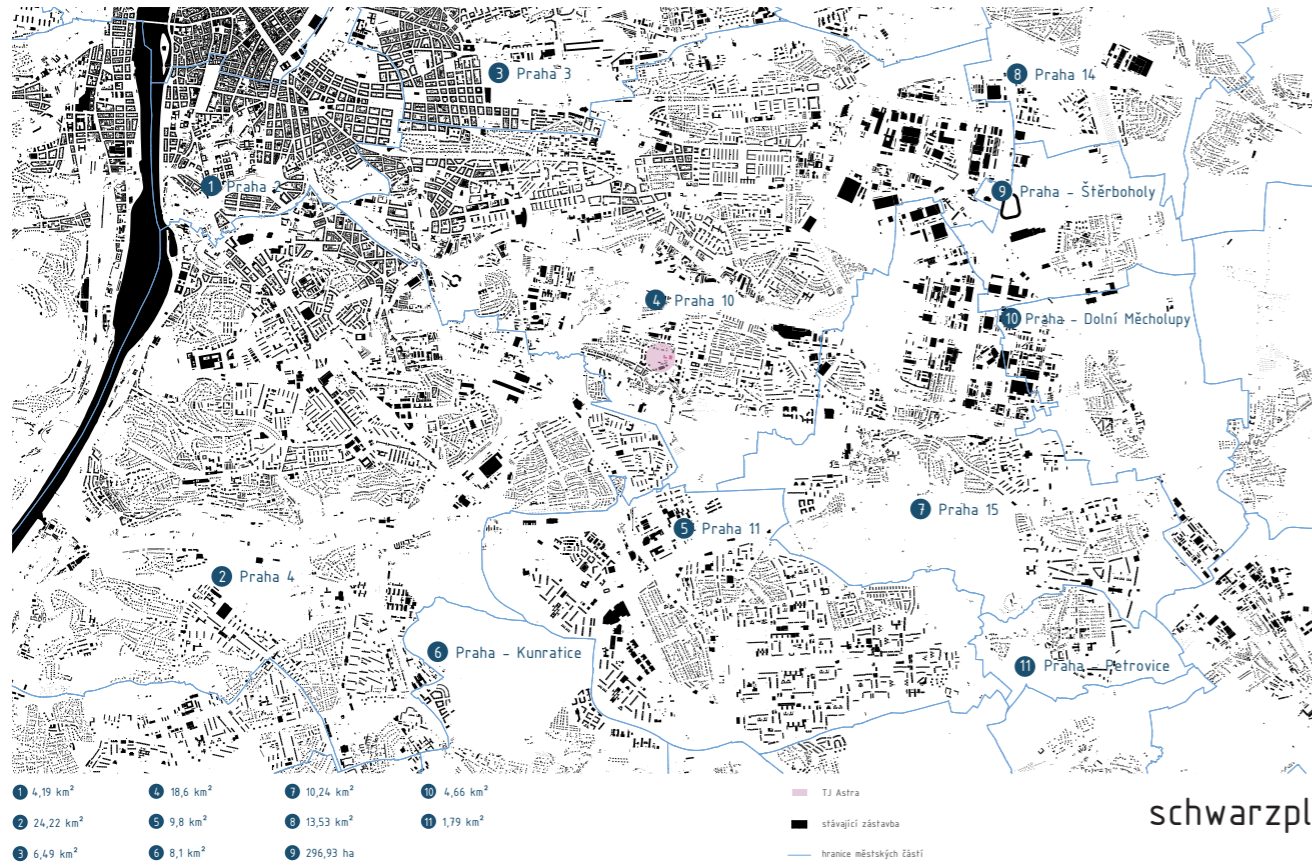 3 Praha 3
8 Praha 14
1 Praha 2
9 Praha - Štěrboholy
4 Praha 10
10 Praha - Dolní Měcholupy
7 Praha 15
5 Praha 11
2 Praha 4
6 Praha - Kunratice
11 Praha - Petrovice
1 4,19 km²
2 24,22 km²
3 6,49 km²
4 18,6 km²
5 9,8 km²
6 8,1 km²
7 10,24 km²
8 13,53 km²
9 296,93 ha
10 4,66 km²
11 1,79 km²
TJ Astra
stávající zástavba
hranice městských částí
schwarzpl